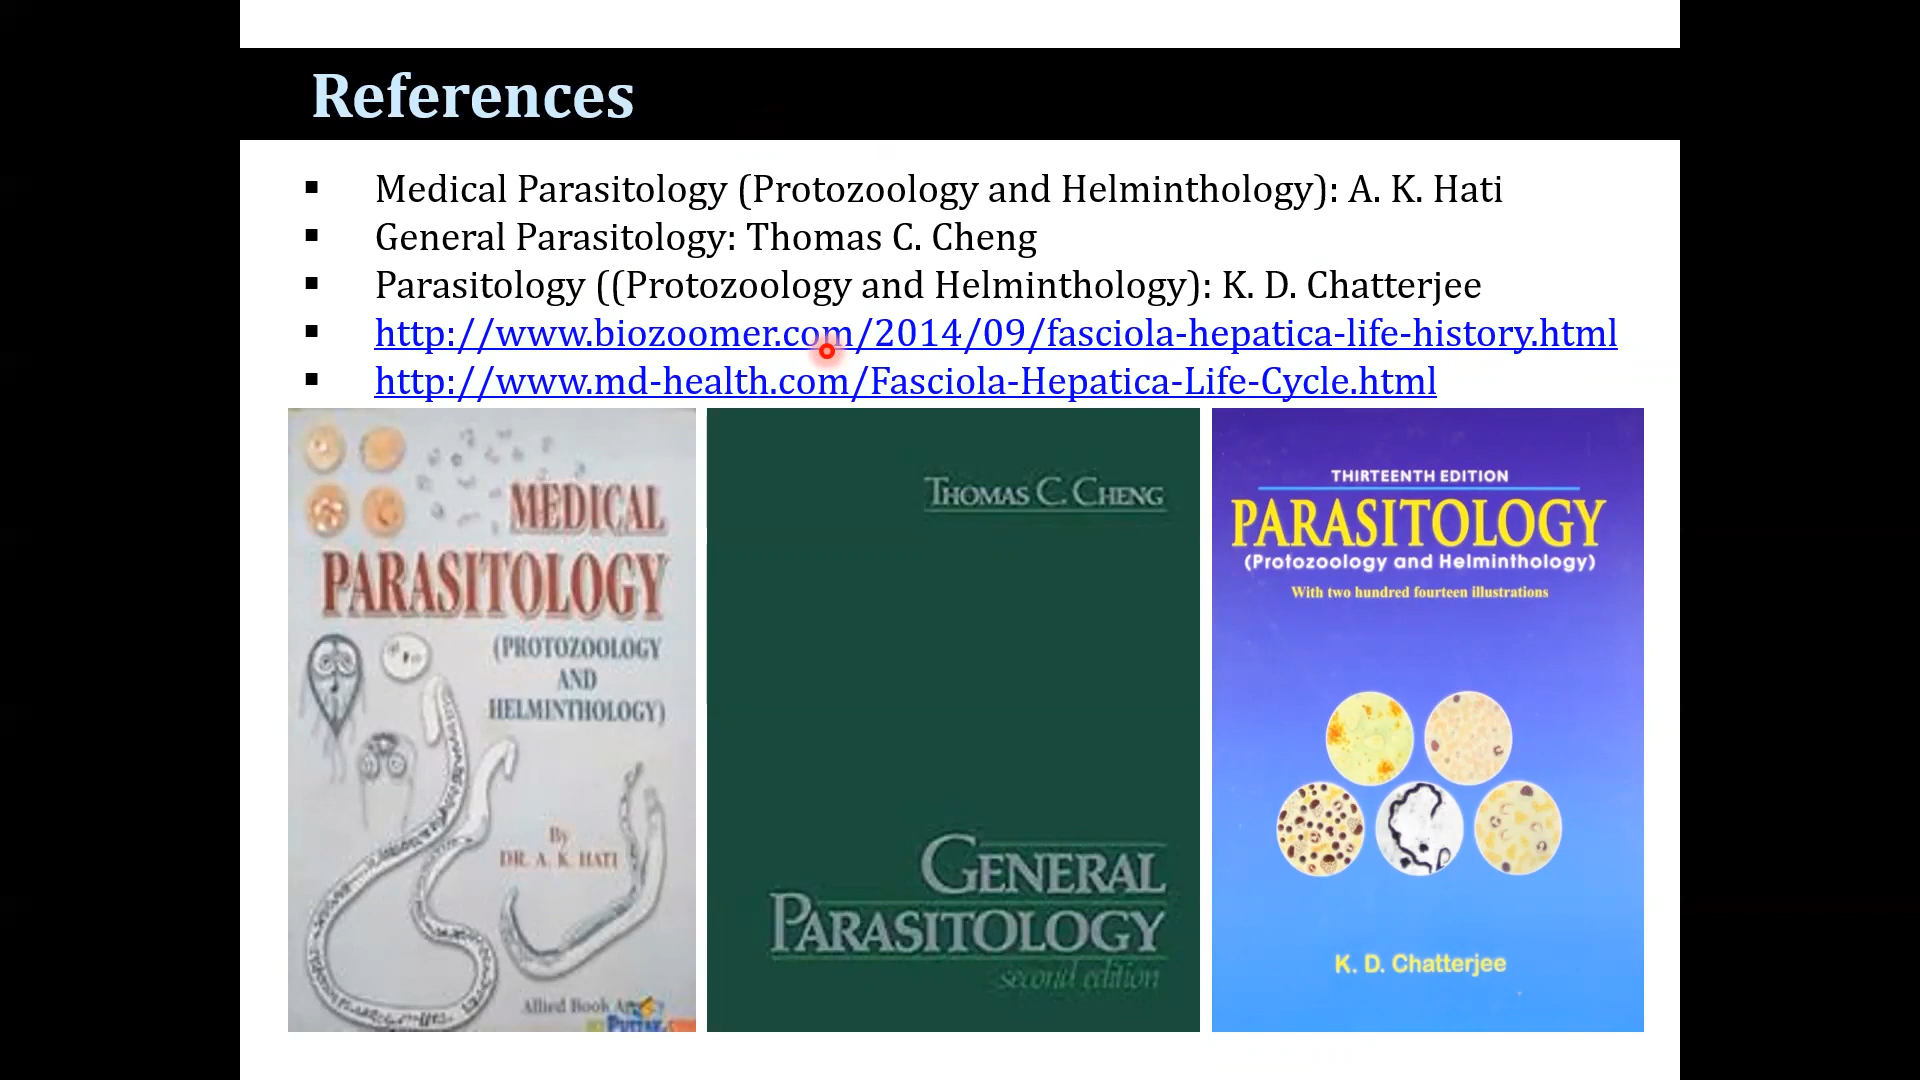 References
▪ Medical Parasitology (Protozoology and Helminthology): A. K. Hati
▪ General Parasitology: Thomas C. Cheng
▪ Parasitology ((Protozoology and Helminthology): K. D. Chatterjee
▪ http://www.biozoomer.com/2014/09/fasciola-hepatica-life-history.html
▪ http://www.md-health.com/Fasciola-Hepatica-Life-Cycle.html
MEDICAL
PARASITOLOGY
(PROTOZOOLOGY
AND
HELMINTHOLOGY)
By
DR. A. K. HATI
Allied Book
THOMAS C. CHENG
GENERAL
PARASITOLOGY
second edition
THIRTEENTH EDITION
PARASITOLOGY
(Protozoology and Helminthology)
With two hundred fourteen illustrations
K. D. Chatterjee